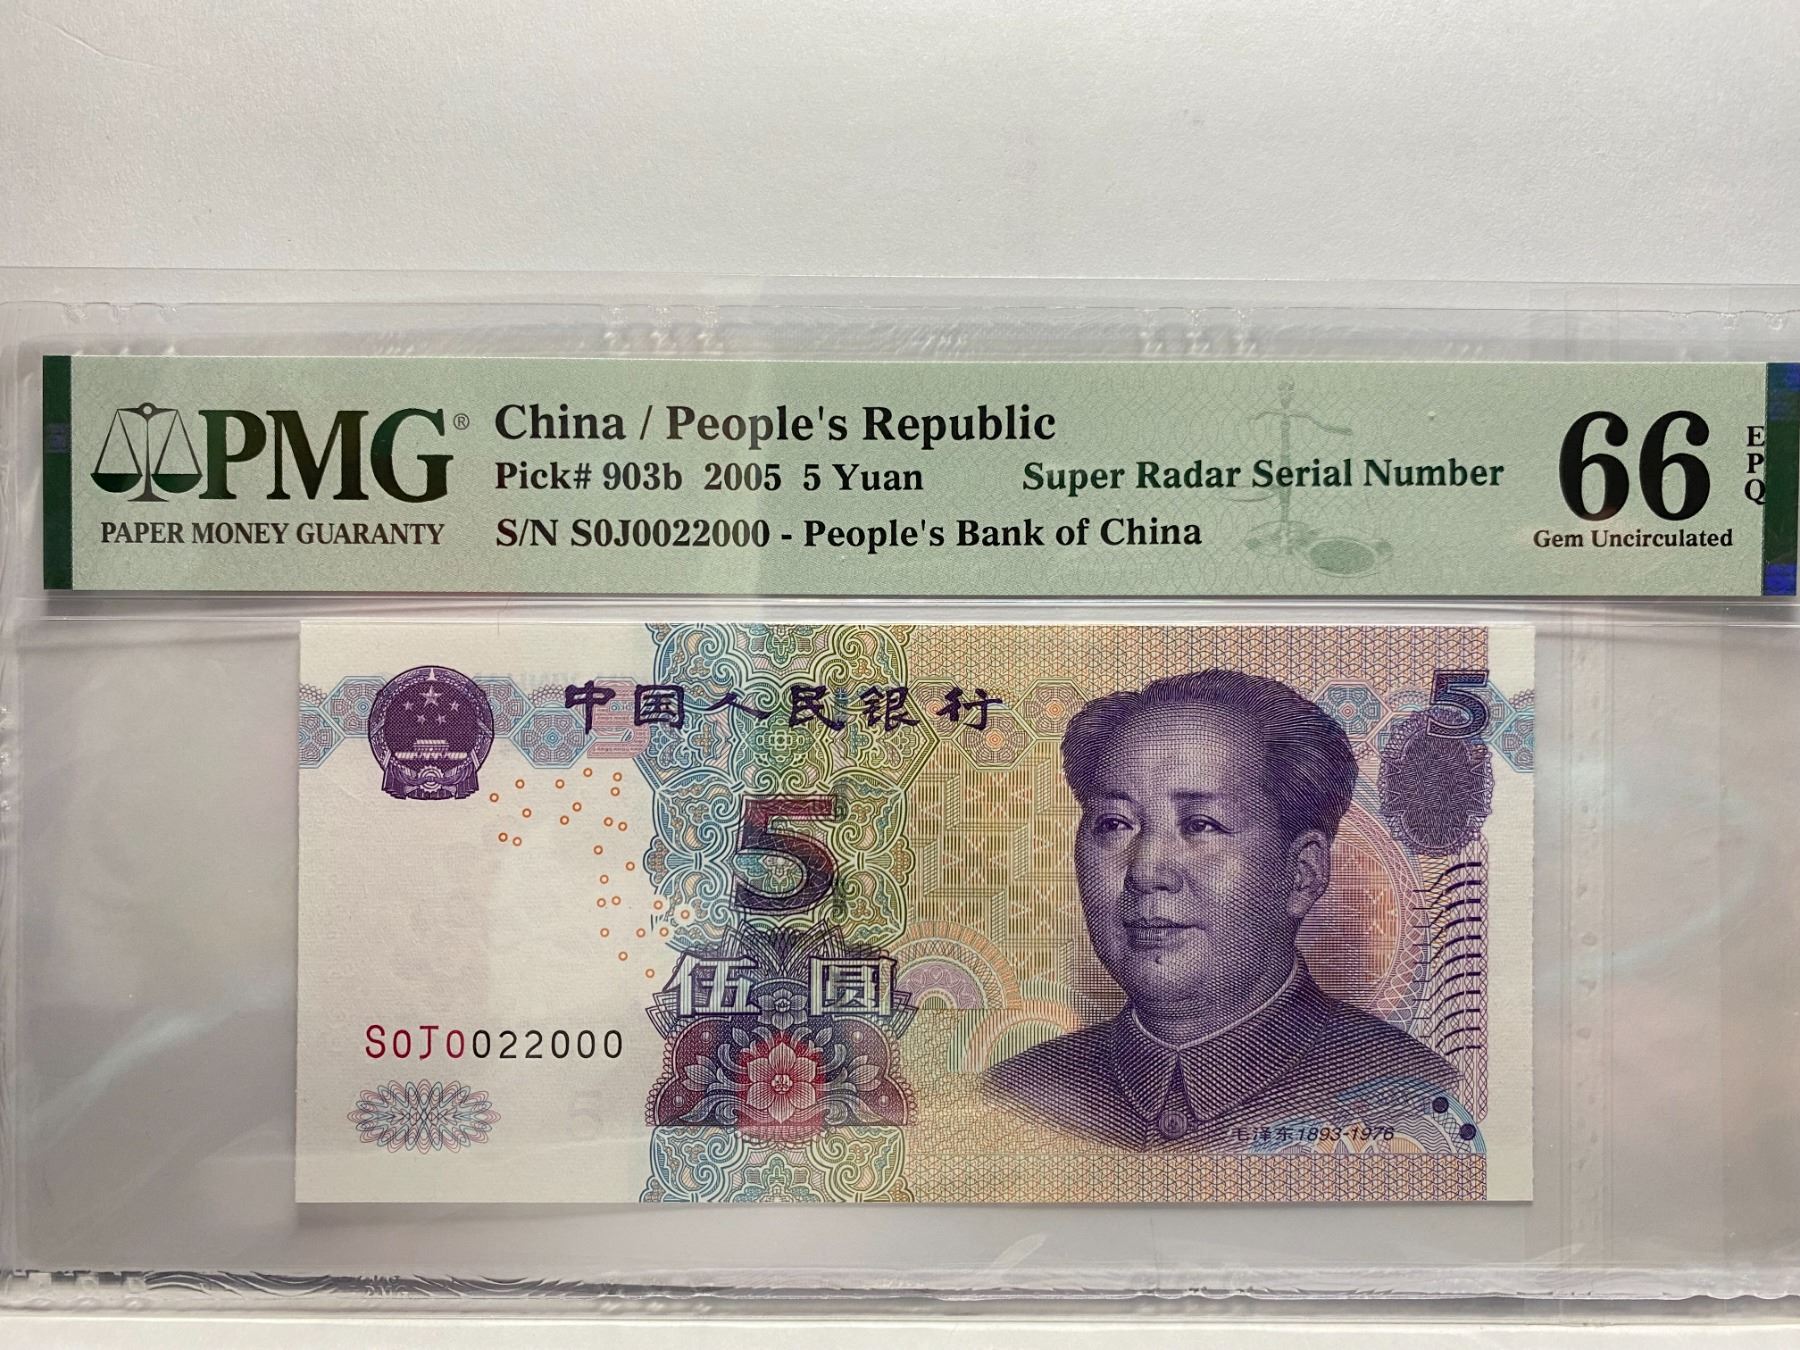 PMG®
PAPER MONEY GUARANTY
China / People's Republic
Pick# 903b 2005 5 Yuan
Super Radar Serial Number
S/N S0J0022000 - People's Bank of China
66
EPQ
Gem Uncirculated
中国人民银行
5
5
伍圆
S0J0022000
毛泽东1893-1976